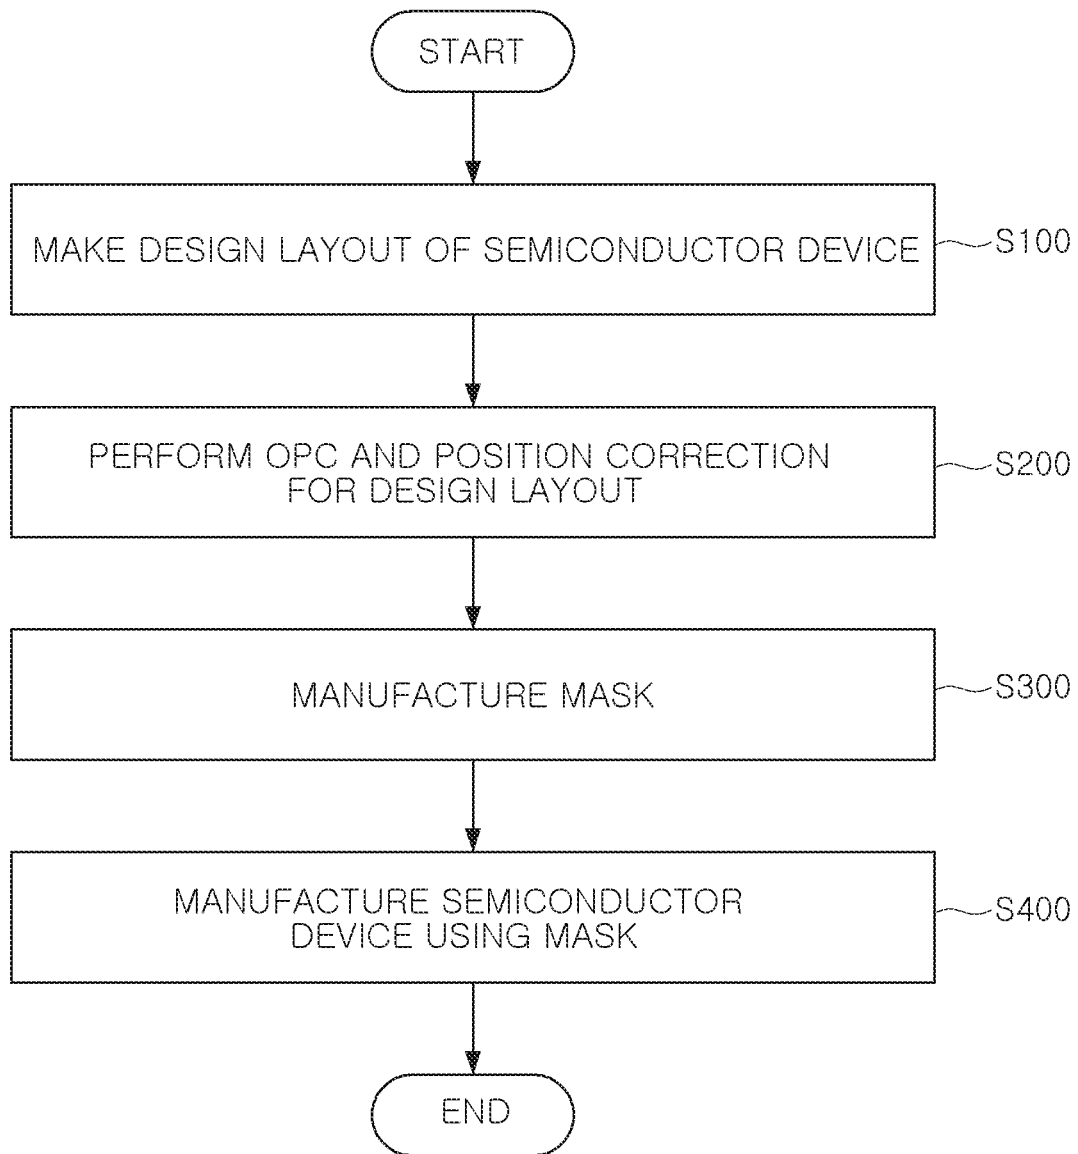 START
MAKE DESIGN LAYOUT OF SEMICONDUCTOR DEVICE
S100
PERFORM OPC AND POSITION CORRECTION
FOR DESIGN LAYOUT
S200
MANUFACTURE MASK
S300
MANUFACTURE SEMICONDUCTOR
DEVICE USING MASK
S400
END